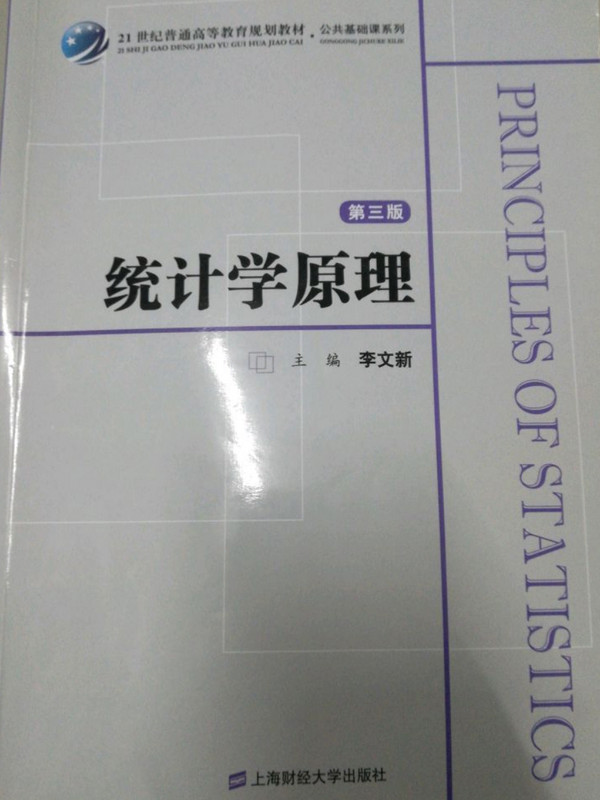 21世纪普通高等教育规划教材·公共基础课系列
21 SHI JI GAO DENG JIAO YU GUI HUA JIAO CAI
GONGGONG JICHUKE XILIE
第三版
统计学原理
主 编 李文新
PRINCIPLES OF STATISTICS
上海财经大学出版社